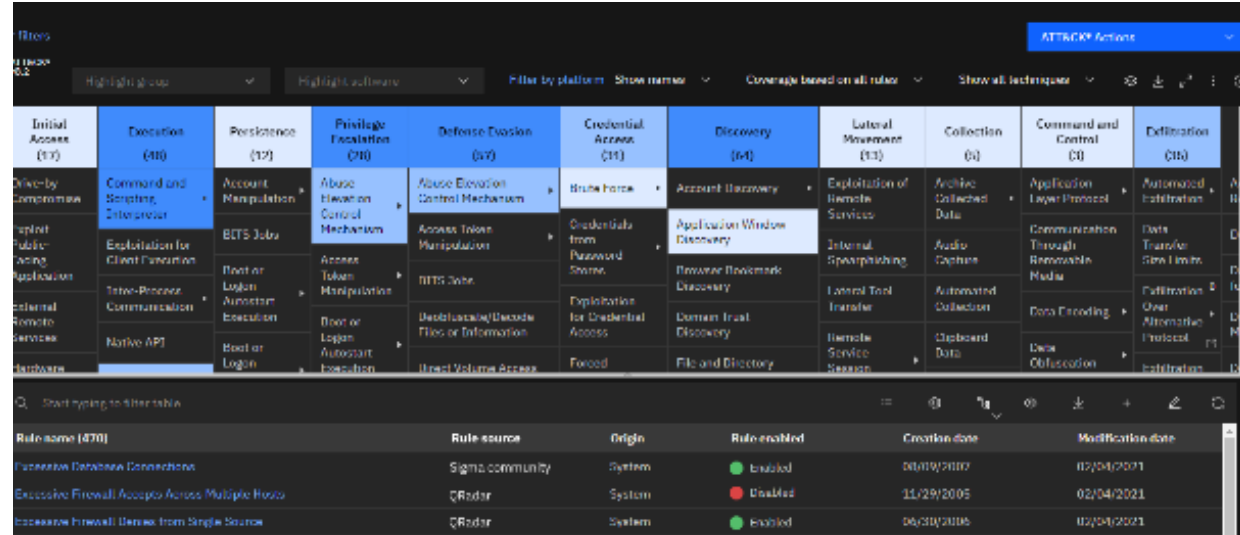 filters
ATT&CK® Actions
Highlight group
Highlight software
Filter by platform
Show names
Coverage based on all rules
Show all techniques
Initial Access
Execution
Persistence (12)
Privilege Escalation
Defense Evasion
Credential Access
Discovery
Lateral Movement (13)
Collection
Command and Control
Exfiltration
Drive-by Compromise
Command and Scripting Interpreter
Account Manipulation
Abuse Elevation Control Mechanism
Abuse Elevation Control Mechanism
Brute Force
Account Discovery
Exploitation of Remote Services
Archive Collected Data
Application Layer Protocol
Automated Exfiltration
Exploit Public-Facing Application
Exploitation for Client Execution
BITS Jobs
Access Token Manipulation
Access Token Manipulation
Credentials from Password Stores
Application Window Discovery
Internal Spearphishing
Audio Capture
Communication Through Removable Media
Data Transfer Size Limits
External Remote Services
Inter-Process Communication
Boot or Logon Autostart Execution
Boot or Logon Autostart Execution
BITS Jobs
Exploitation for Credential Access
Browser Bookmark Discovery
Lateral Tool Transfer
Automated Collection
Data Encoding
Exfiltration Over Alternative Protocol
Hardware
Native API
Boot or Logon
Deobfuscate/Decode Files or Information
Forced
Domain Trust Discovery
Remote Service Session
Clipboard Data
Data Obfuscation
Exfiltration
Direct Volume Access
File and Directory
Start typing to filter table
Rule name (470) Rule source Origin Rule enabled Creation date Modification date
Excessive Database Connections Sigma community System Enabled 02/04/2021
Excessive Firewall Accepts Across Multiple Hosts QRadar System Disabled 11/29/2005 02/04/2021
Excessive Firewall Denies from Single Source QRadar System Enabled 06/30/2006 02/04/2021